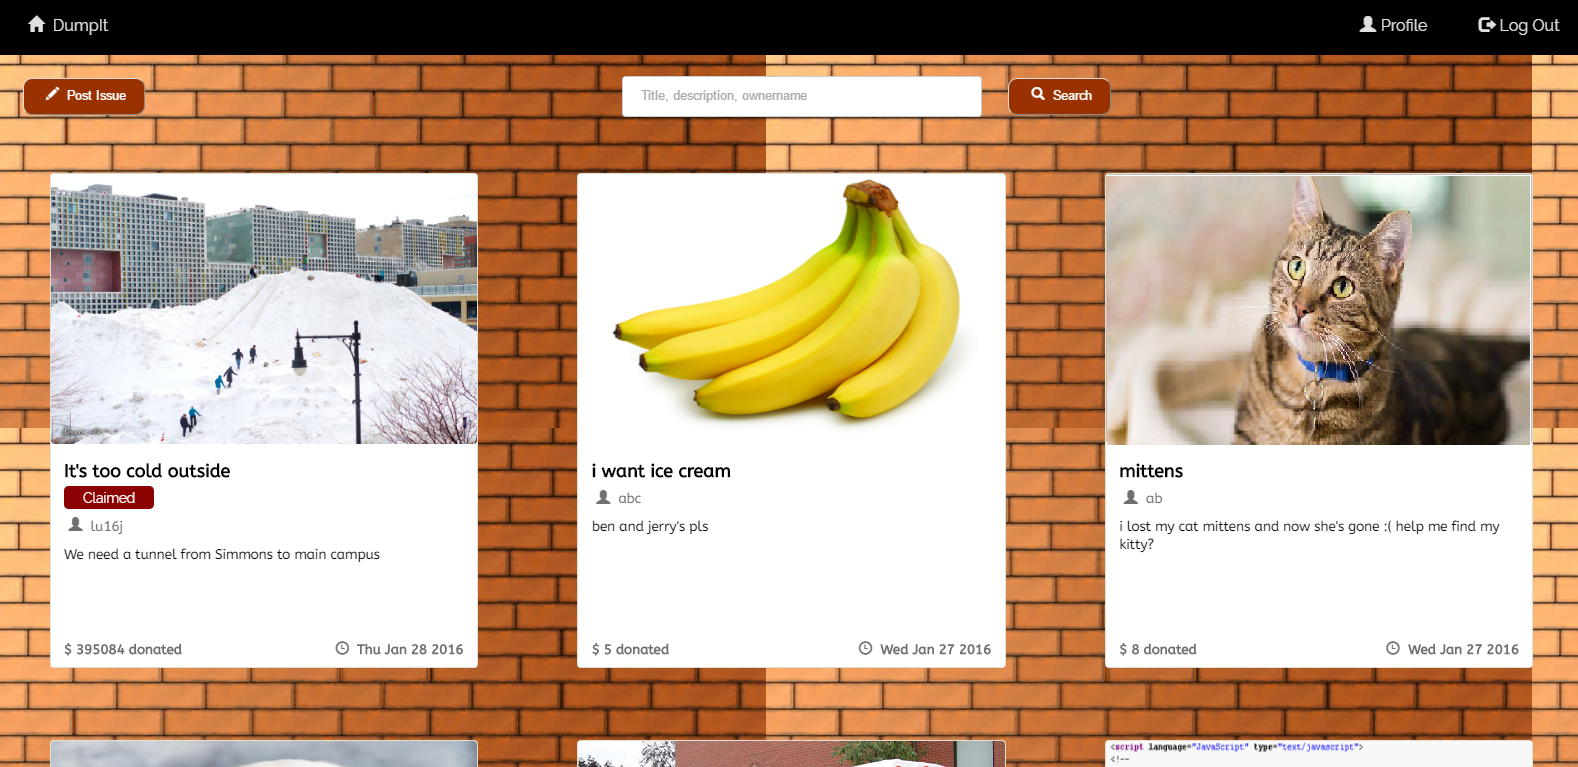 DumpIt
Profile
Log Out
Post Issue
Title, description, ownername
Search
It's too cold outside
Claimed
lu16j
We need a tunnel from Simmons to main campus
$ 395084 donated
Thu Jan 28 2016
i want ice cream
abc
ben and jerry's pls
$ 5 donated
Wed Jan 27 2016
mittens
ab
i lost my cat mittens and now she's gone :( help me find my
kitty?
$ 8 donated
Wed Jan 27 2016
<script language="JavaScript" type="text/javascript">
<!--